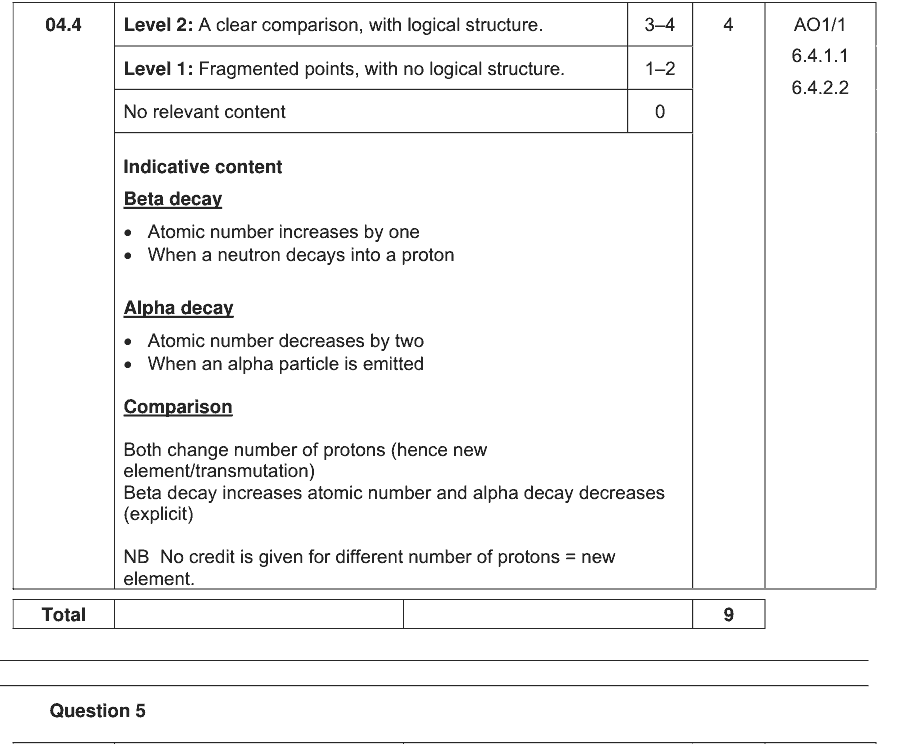 04.4 Level 2: A clear comparison, with logical structure. 3–4 4 AO1/1
6.4.1.1
Level 1: Fragmented points, with no logical structure. 1–2
6.4.2.2
No relevant content 0
Indicative content
Beta decay
• Atomic number increases by one
• When a neutron decays into a proton
Alpha decay
• Atomic number decreases by two
• When an alpha particle is emitted
Comparison
Both change number of protons (hence new
element/transmutation)
Beta decay increases atomic number and alpha decay decreases
(explicit)
NB  No credit is given for different number of protons = new
element.
Total 9
Question 5